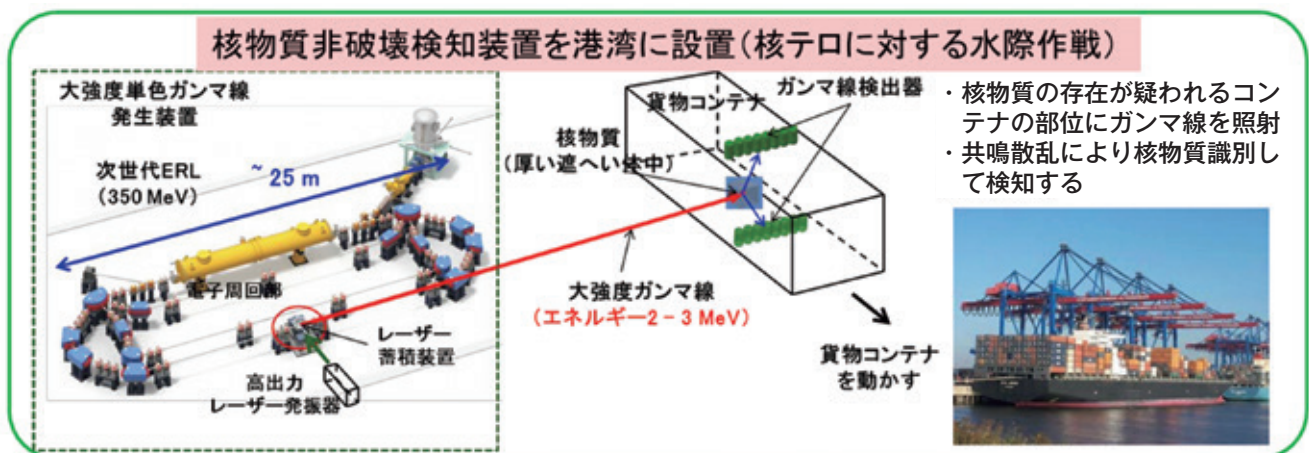 核物質非破壊検知装置を港湾に設置(核テロに対する水際作戦)
大強度単色ガンマ線
発生装置
次世代ERL
(350 MeV)
~ 25 m
電子周回部
レーザー
蓄積装置
高出力
レーザー発振器
貨物コンテナ
ガンマ線検出器
核物質
(厚い遮へい体中)
大強度ガンマ線
(エネルギー2 - 3 MeV)
貨物コンテナ
を動かす
・核物質の存在が疑われるコン
テナの部位にガンマ線を照射
・共鳴散乱により核物質識別し
て検知する